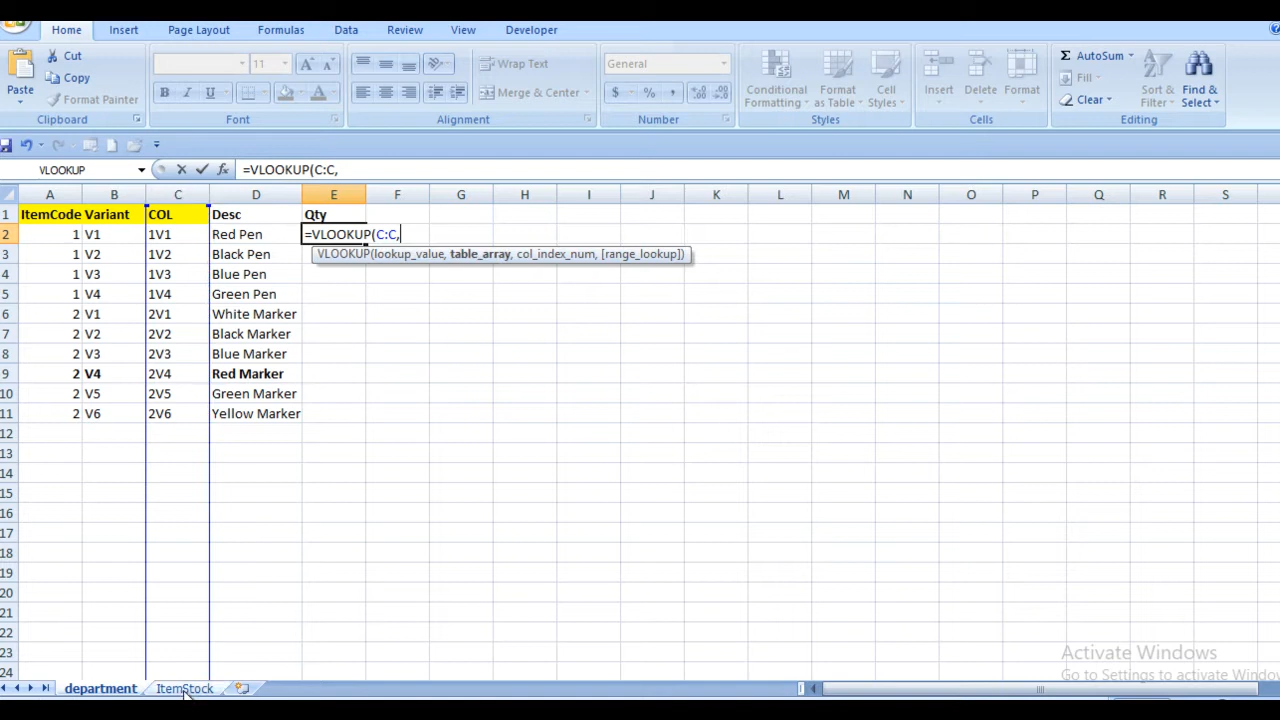 Home Insert Page Layout Formulas Data Review View Developer
Cut
Copy
Format Painter
Paste
Clipboard
11
A A
B I U
A
Font
Wrap Text
Merge & Center
Alignment
General
$ % ,
Number
Conditional Formatting
Format as Table
Cell Styles
Styles
Insert Delete Format
Cells
Σ AutoSum
Fill
Clear
Sort & Filter
Find & Select
Editing
VLOOKUP fx =VLOOKUP(C:C,
A B C D E F G H I J K L M N O P Q R S
1 ItemCode Variant COL Desc Qty
2 1 V1 1V1 Red Pen =VLOOKUP(C:C,
VLOOKUP(lookup_value, table_array, col_index_num, [range_lookup])
3 1 V2 1V2 Black Pen
4 1 V3 1V3 Blue Pen
5 1 V4 1V4 Green Pen
6 2 V1 2V1 White Marker
7 2 V2 2V2 Black Marker
8 2 V3 2V3 Blue Marker
9 2 V4 2V4 Red Marker
10 2 V5 2V5 Green Marker
11 2 V6 2V6 Yellow Marker
12
13
14
15
16
17
18
19
20
21
22
23
24
Activate Windows
Go to Settings to activate Windows
department ItemStock